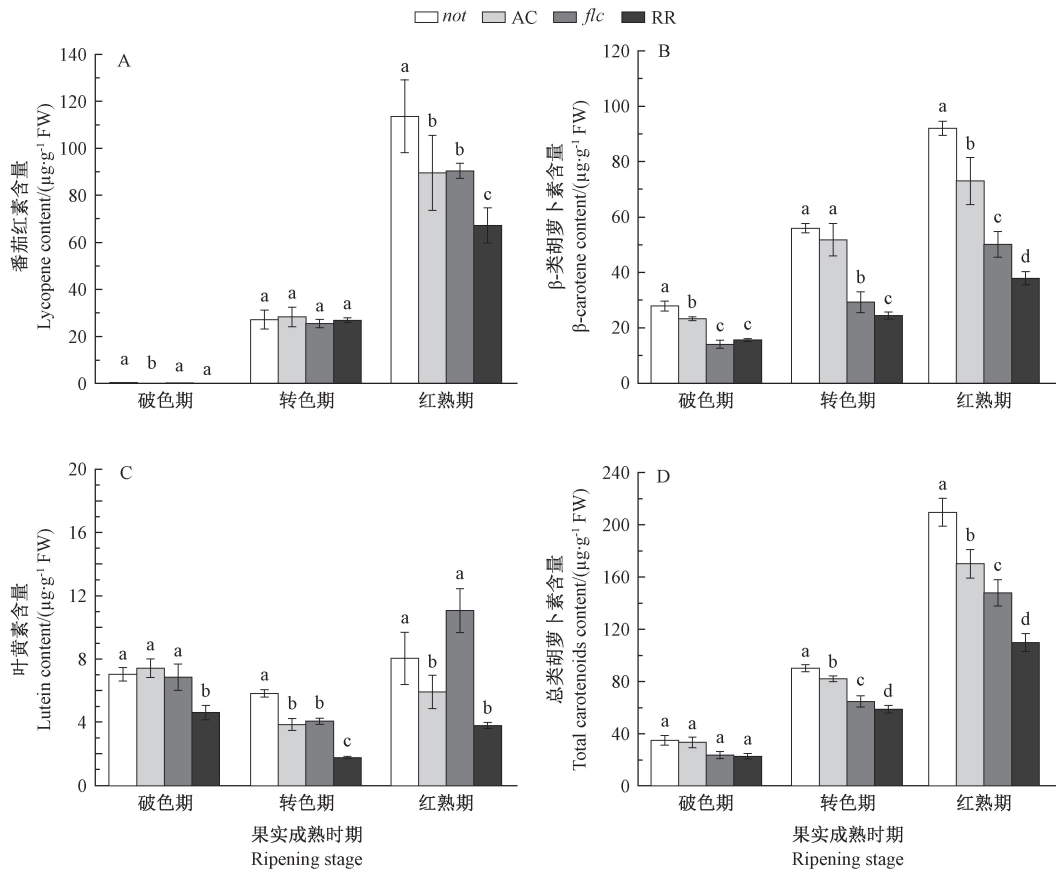 not AC flc RR
A
140
120
100
80
60
40
20
0
番茄红素含量
Lycopene content/(μg·g⁻¹ FW)
a b a a
a a a a
a b b c
破色期 转色期 红熟期
B
120
100
80
60
40
20
0
β-类胡萝卜素含量
β-carotene content/(μg·g⁻¹ FW)
a b c c
a a b c
a b c d
破色期 转色期 红熟期
C
20
16
12
8
4
0
叶黄素含量
Lutein content/(μg·g⁻¹ FW)
a a a b
a b b c
a b a c
破色期 转色期 红熟期
果实成熟时期
Ripening stage
D
240
200
160
120
80
40
0
总类胡萝卜素含量
Total carotenoids content/(μg·g⁻¹ FW)
a a a a
a b c d
a b c d
破色期 转色期 红熟期
果实成熟时期
Ripening stage